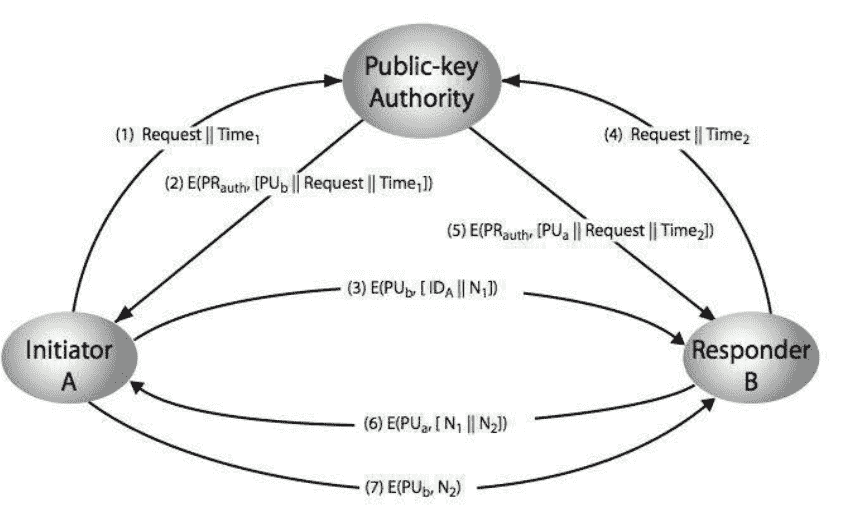 Public-key
Authority
(1) Request || Time₁
(4) Request || Time₂
(2) E(PRauth, [PUb || Request || Time₁])
(5) E(PRauth, [PUa || Request || Time₂])
(3) E(PUb, [ IDA || N₁])
Initiator
A
Responder
B
(6) E(PUa, [ N₁ || N₂])
(7) E(PUb, N₂)